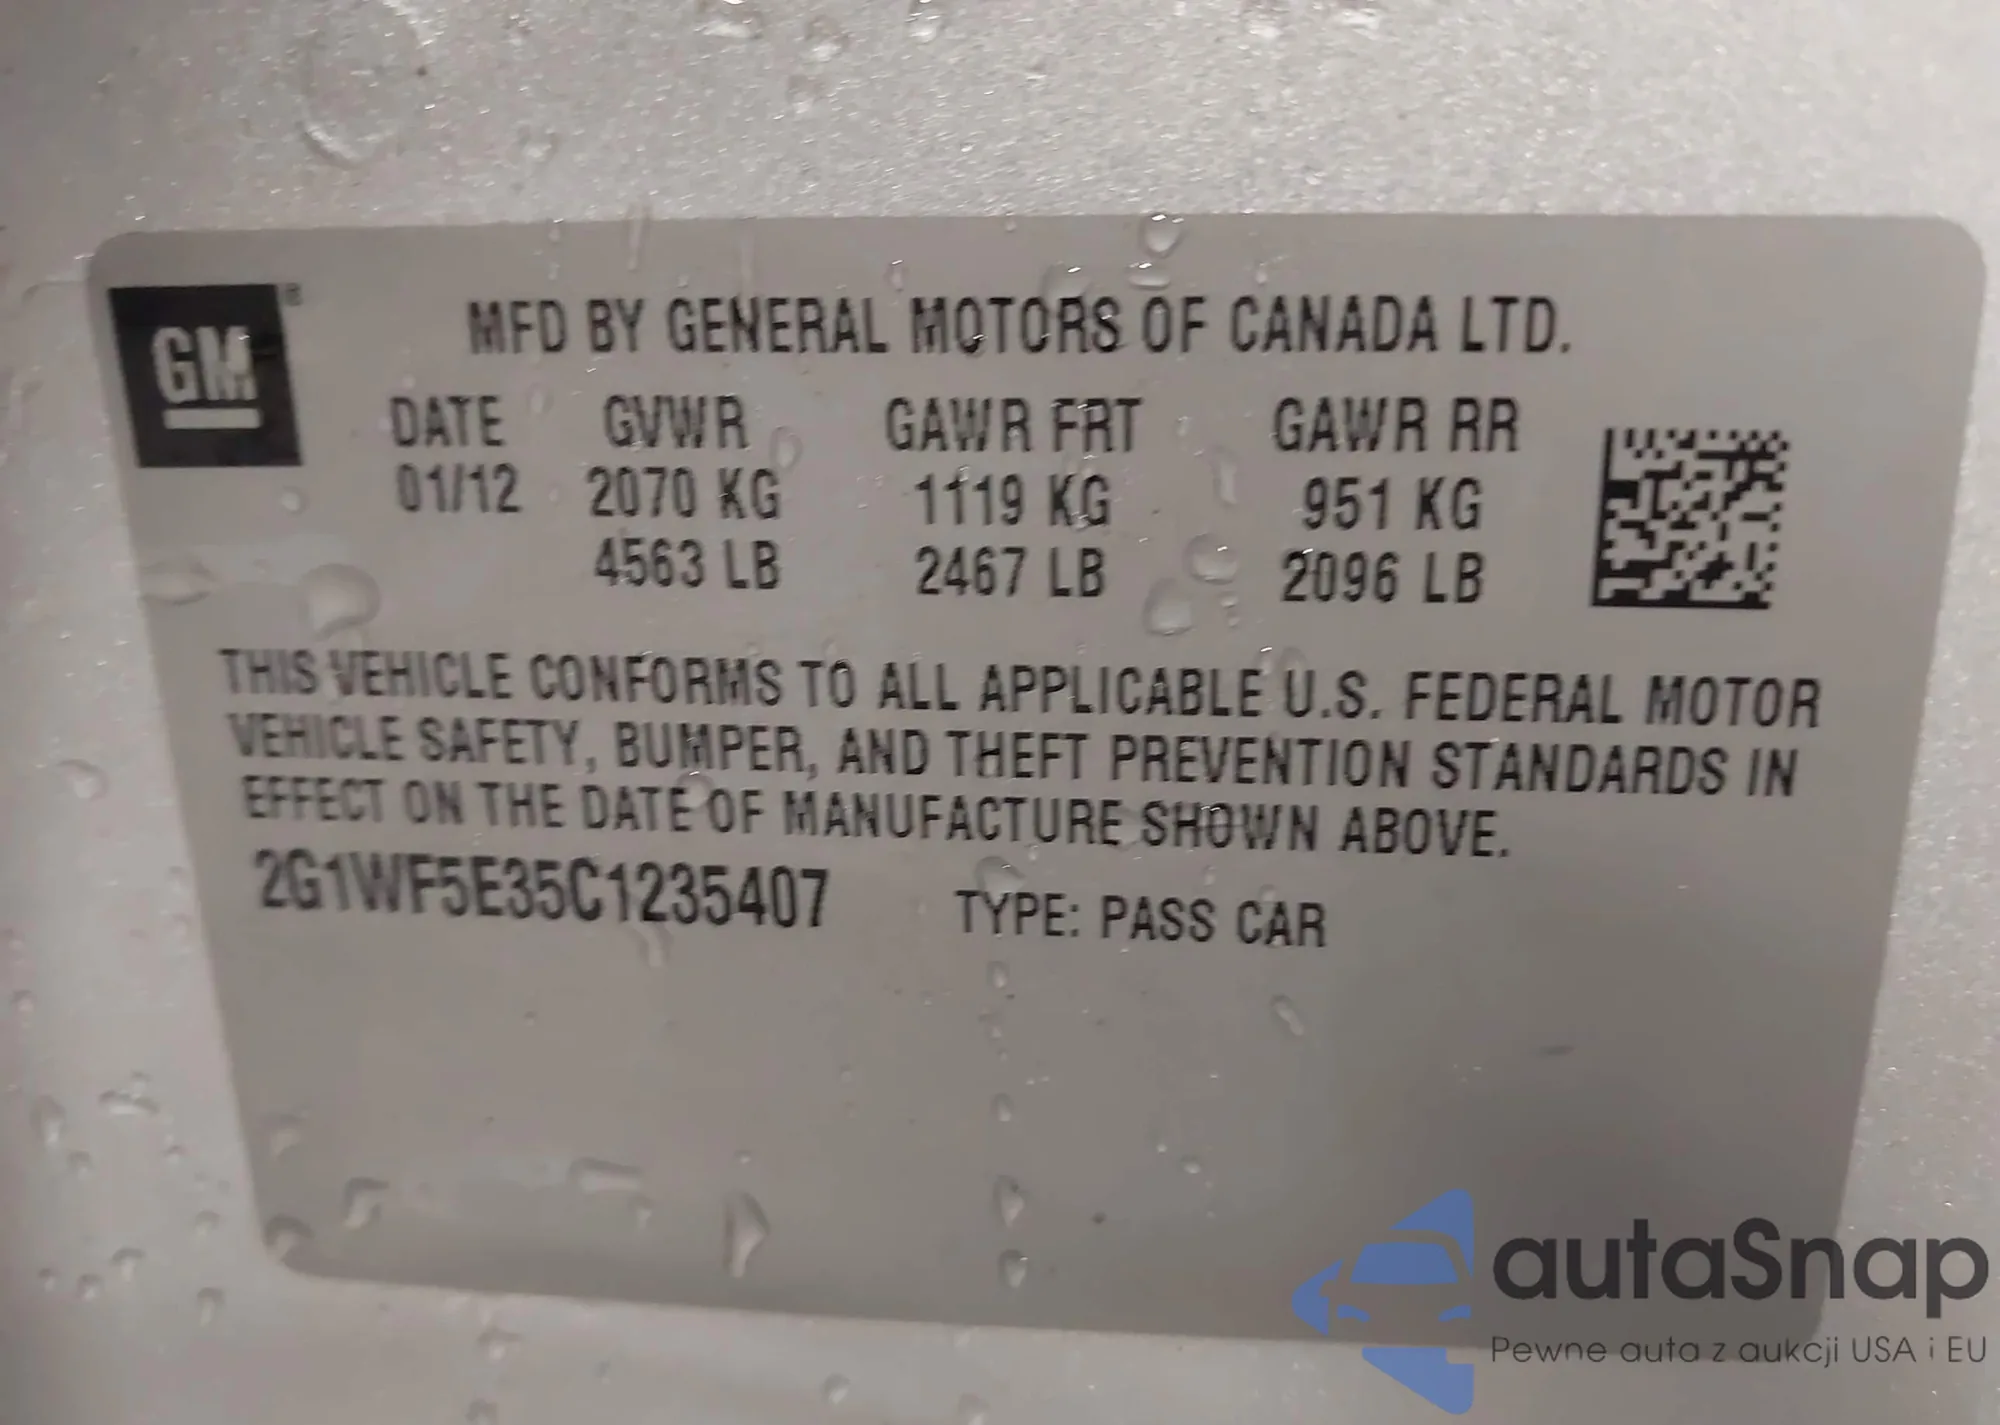 GM ®
MFD BY GENERAL MOTORS OF CANADA LTD.
DATE GVWR GAWR FRT GAWR RR
01/12 2070 KG 1119 KG 951 KG
4563 LB 2467 LB 2096 LB
THIS VEHICLE CONFORMS TO ALL APPLICABLE U.S. FEDERAL MOTOR
VEHICLE SAFETY, BUMPER, AND THEFT PREVENTION STANDARDS IN
EFFECT ON THE DATE OF MANUFACTURE SHOWN ABOVE.
2G1WF5E35C1235407 TYPE: PASS CAR
autaSnap
Pewne auta z aukcji USA i EU